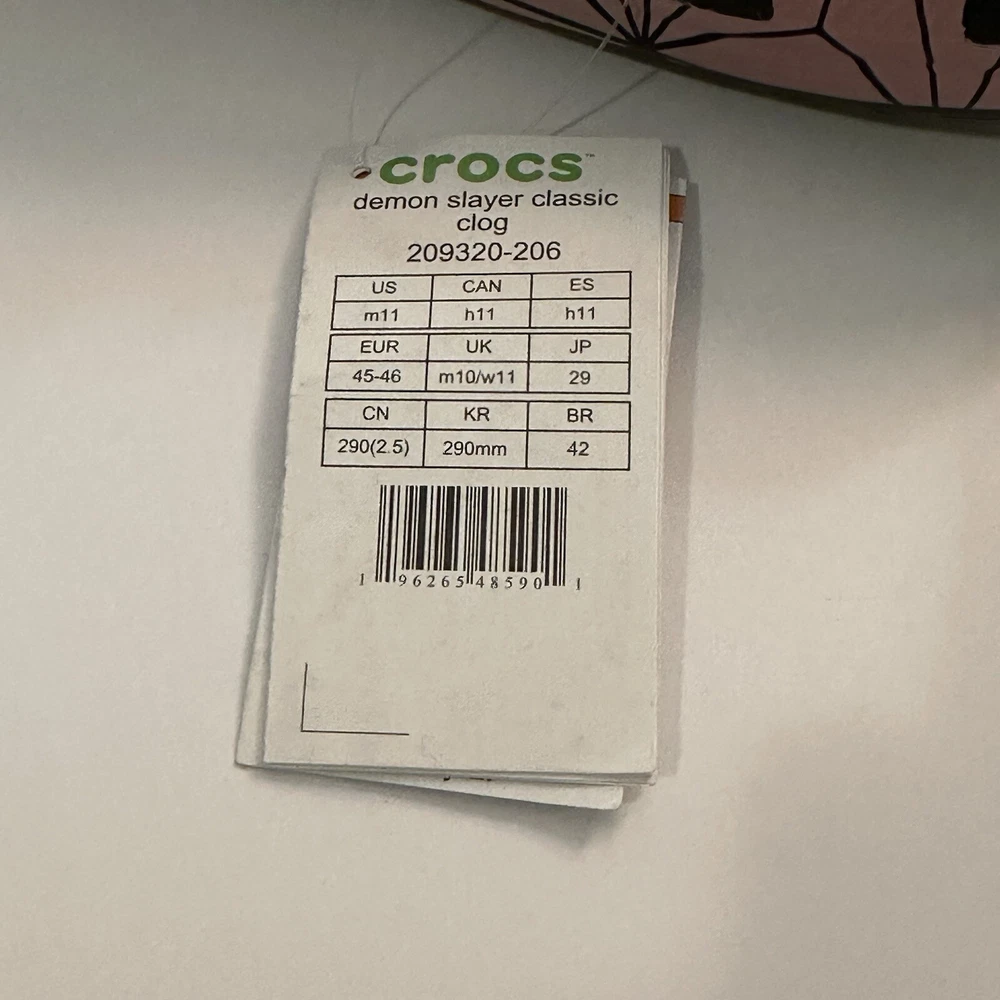 crocs™
demon slayer classic
clog
209320-206
US CAN ES
m11 h11 h11
EUR UK JP
45-46 m10/w11 29
CN KR BR
290(2.5) 290mm 42
1 96265 48590 1